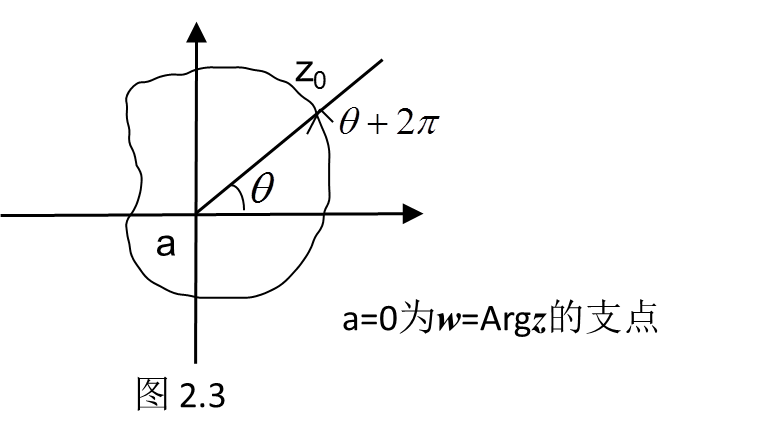 z₀
θ + 2π
θ
a
a=0为w=Argz的支点
图 2.3